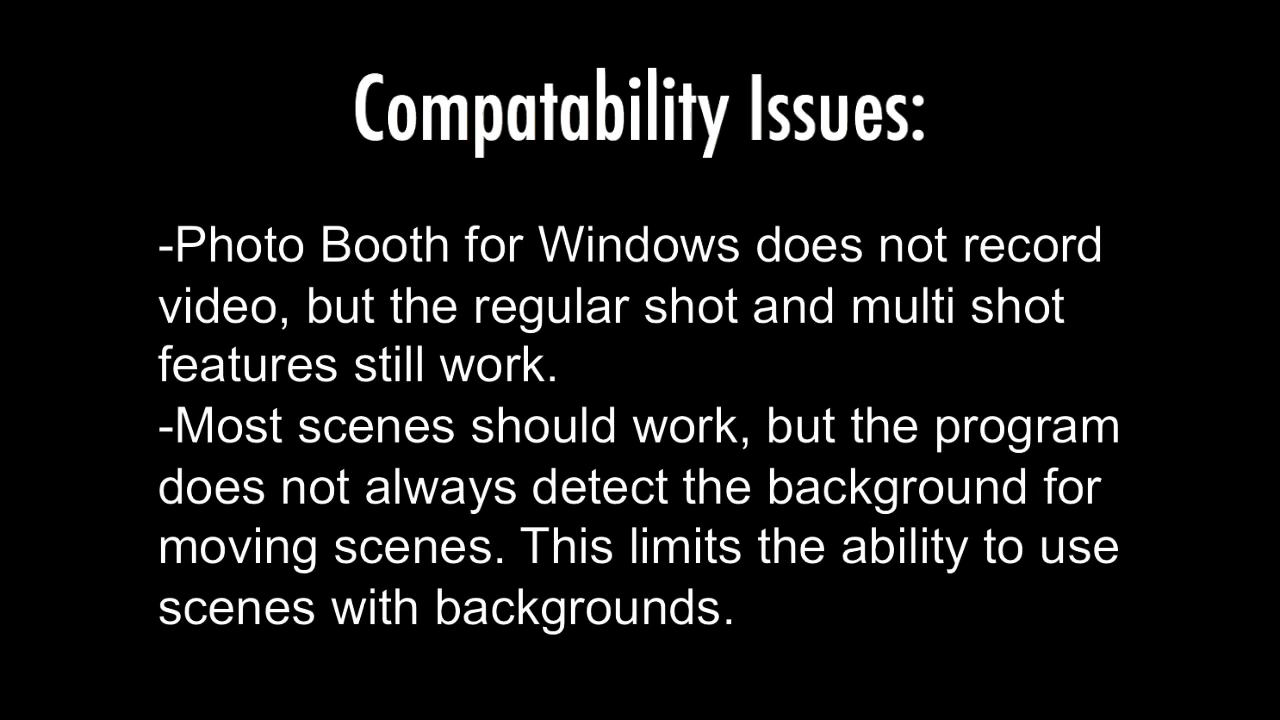 Compatability Issues:
-Photo Booth for Windows does not record
video, but the regular shot and multi shot
features still work.
-Most scenes should work, but the program
does not always detect the background for
moving scenes. This limits the ability to use
scenes with backgrounds.